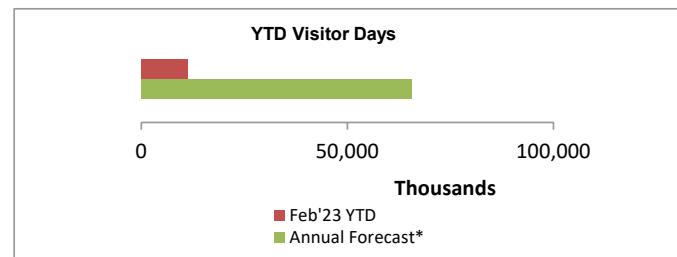 YTD Visitor Days
0 50,000 100,000
Thousands
Feb'23 YTD
Annual Forecast*